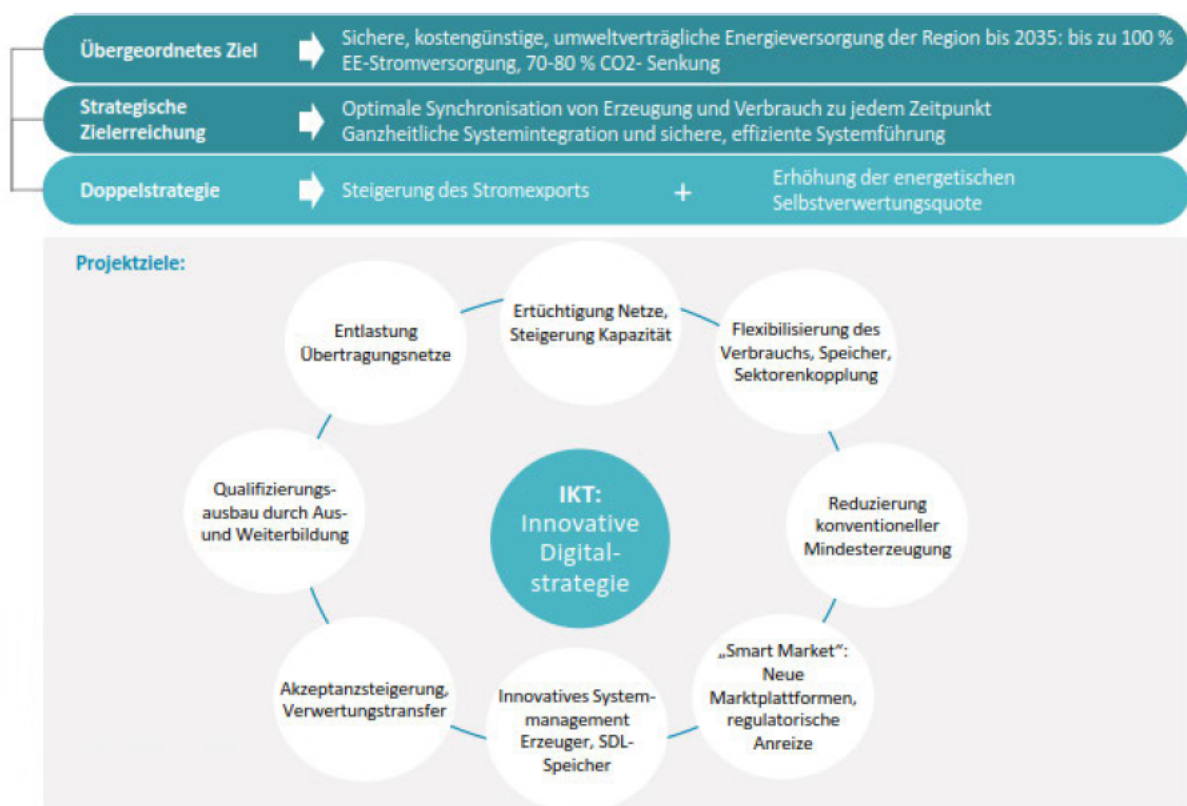 Übergeordnetes Ziel
Sichere, kostengünstige, umweltverträgliche Energieversorgung der Region bis 2035: bis zu 100 %
EE-Stromversorgung, 70-80 % CO2- Senkung
Strategische
Zielerreichung
Optimale Synchronisation von Erzeugung und Verbrauch zu jedem Zeitpunkt
Ganzheitliche Systemintegration und sichere, effiziente Systemführung
Doppelstrategie
Steigerung des Stromexports
+
Erhöhung der energetischen
Selbstverwertungsquote
Projektziele:
Ertüchtigung Netze,
Steigerung Kapazität
Flexibilisierung des
Verbrauchs, Speicher,
Sektorenkopplung
Reduzierung
konventioneller
Mindesterzeugung
„Smart Market“:
Neue
Marktplattformen,
regulatorische
Anreize
Innovatives System-
management
Erzeuger, SDL-
Speicher
Akzeptanzsteigerung,
Verwertungstransfer
Qualifizierungs-
ausbau durch Aus-
und Weiterbildung
Entlastung
Übertragungsnetze
IKT:
Innovative
Digital-
strategie